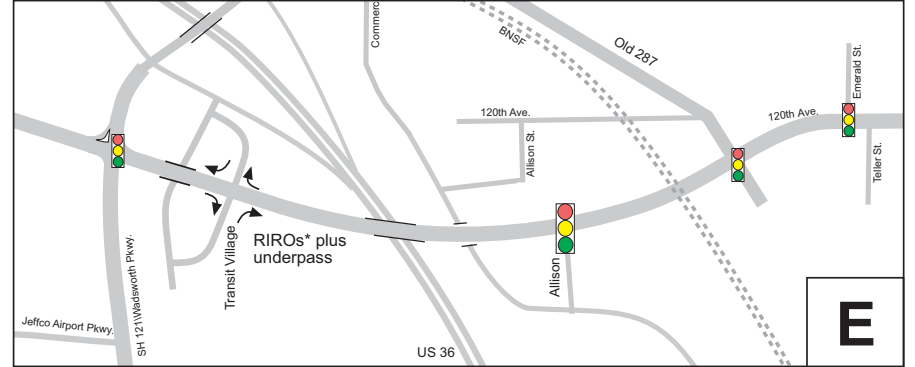 Commerc
BNSF
Old 287
Emerald St.
120th Ave.
120th Ave.
Allison St.
Teller St.
Transit Village
RIROs* plus
underpass
Allison
SH 121\Wadsworth Pkwy.
Jeffco Airport Pkwy.
US 36
E